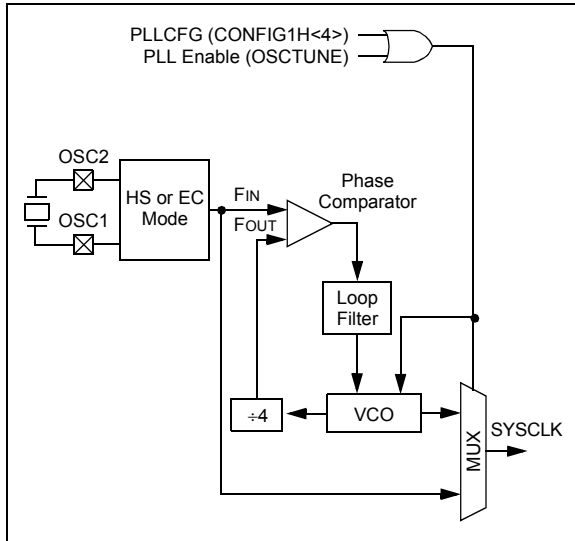 PLLCFG (CONFIG1H<4>)
PLL Enable (OSCTUNE)
OSC2
OSC1
HS or EC
Mode
FIN
FOUT
Phase
Comparator
Loop
Filter
÷4
VCO
MUX
SYSCLK